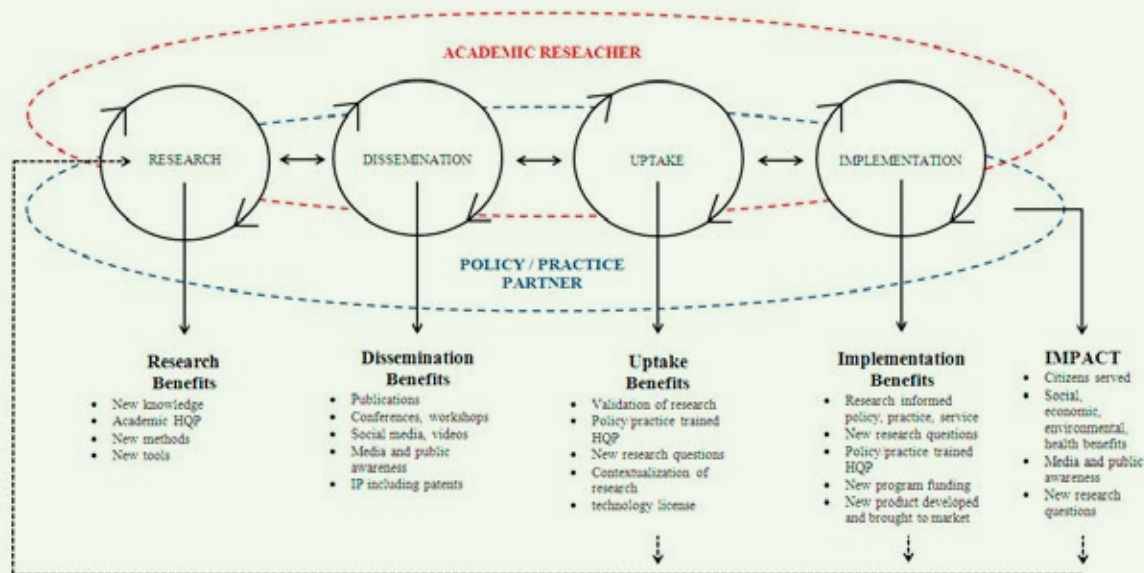 ACADEMIC RESEACHER
RESEARCH
DISSEMINATION
UPTAKE
IMPLEMENTATION
POLICY / PRACTICE
PARTNER
Research
Benefits
• New knowledge
• Academic HQP
• New methods
• New tools
Dissemination
Benefits
• Publications
• Conferences, workshops
• Social media, videos
• Media and public
awareness
• IP including patents
Uptake
Benefits
• Validation of research
• Policy/practice trained
HQP
• New research questions
• Contextualization of
research
• technology license
Implementation
Benefits
• Research informed
policy, practice, service
• New research questions
• Policy/practice trained
HQP
• New program funding
• New product developed
and brought to market
IMPACT
• Citizens served
• Social,
economic,
environmental,
health benefits
• Media and public
awareness
• New research
questions